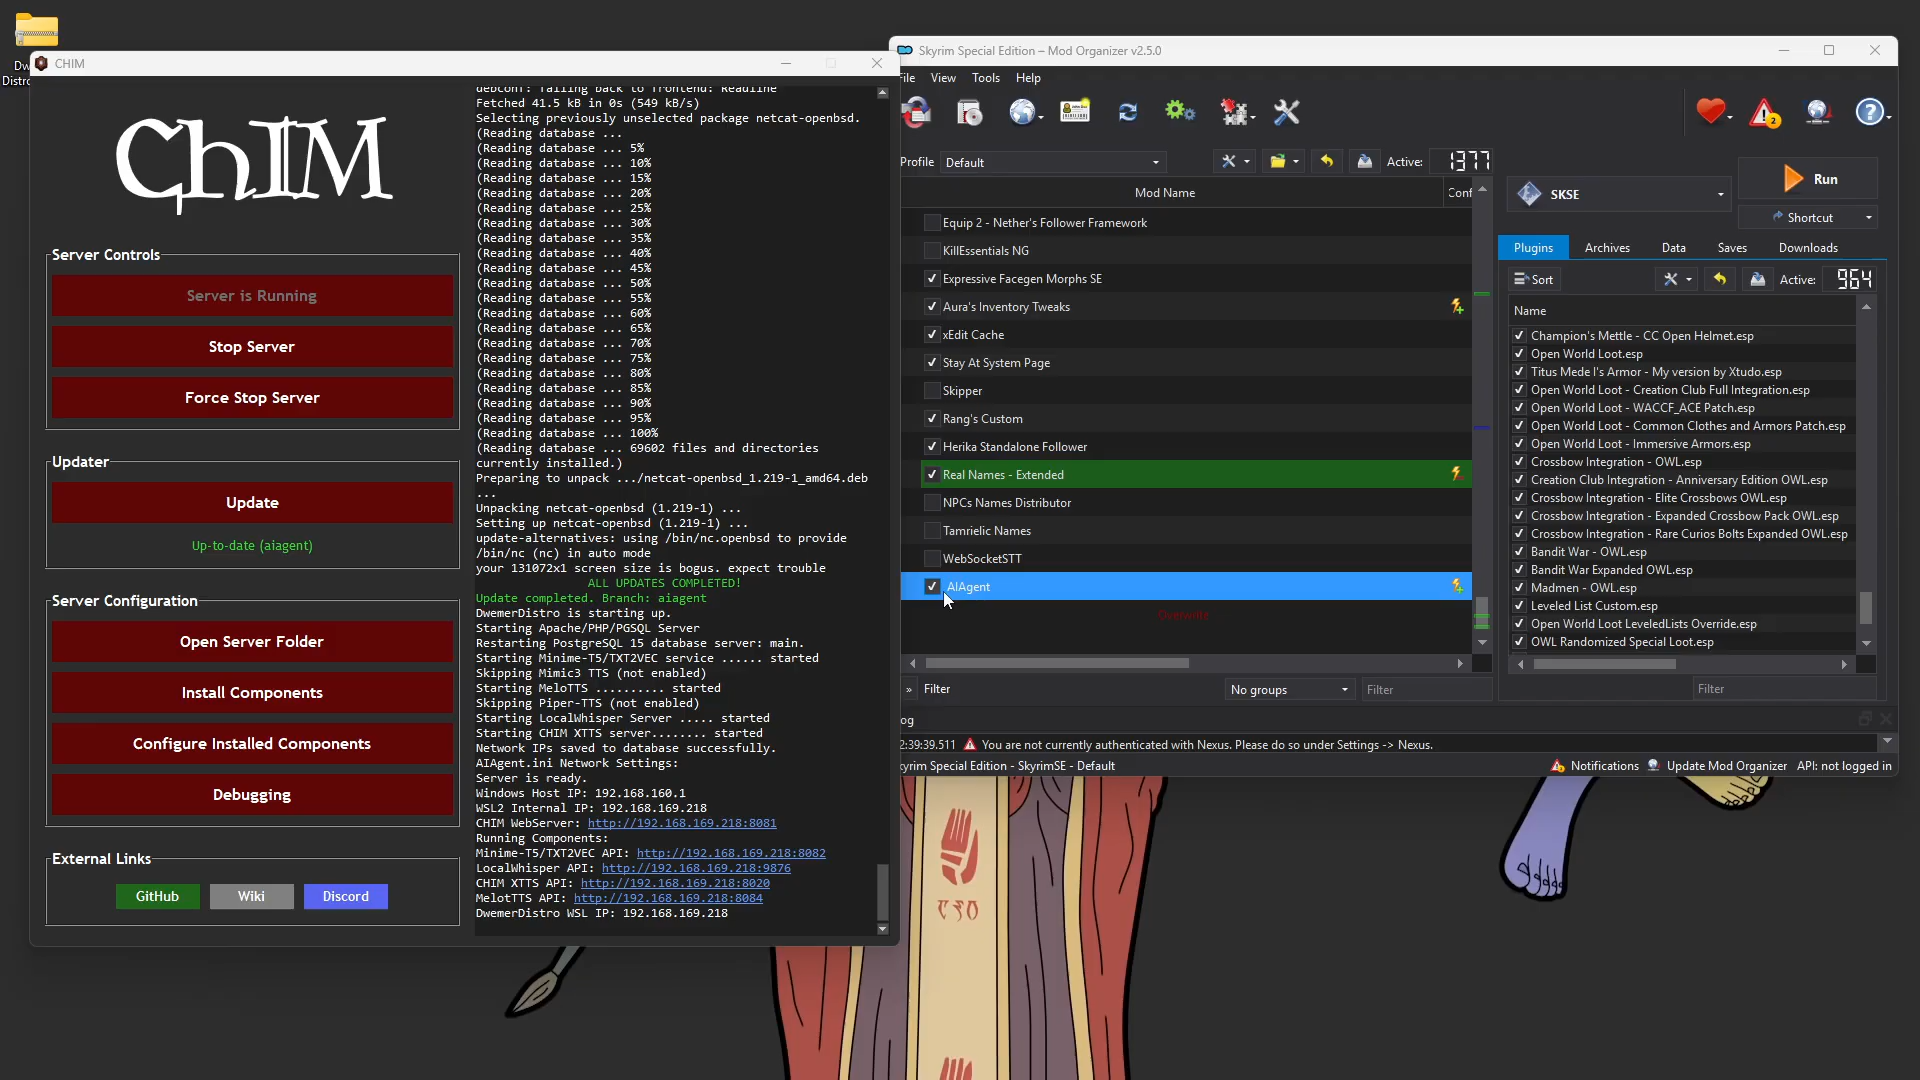 Dw
Distro
CHIM
ChIM
Server Controls
Server is Running
Stop Server
Force Stop Server
Updater
Update
Up-to-date (aiagent)
Server Configuration
Open Server Folder
Install Components
Configure Installed Components
Debugging
External Links
GitHub
Wiki
Discord
debconf: falling back to frontend: Readline
Fetched 41.5 kB in 0s (549 kB/s)
Selecting previously unselected package netcat-openbsd.
(Reading database ...
(Reading database ... 5%
(Reading database ... 10%
(Reading database ... 15%
(Reading database ... 20%
(Reading database ... 25%
(Reading database ... 30%
(Reading database ... 35%
(Reading database ... 40%
(Reading database ... 45%
(Reading database ... 50%
(Reading database ... 55%
(Reading database ... 60%
(Reading database ... 65%
(Reading database ... 70%
(Reading database ... 75%
(Reading database ... 80%
(Reading database ... 85%
(Reading database ... 90%
(Reading database ... 95%
(Reading database ... 100%
(Reading database ... 69602 files and directories
currently installed.)
Preparing to unpack .../netcat-openbsd_1.219-1_amd64.deb
...
Unpacking netcat-openbsd (1.219-1) ...
Setting up netcat-openbsd (1.219-1) ...
update-alternatives: using /bin/nc.openbsd to provide
/bin/nc (nc) in auto mode
your 131072x1 screen size is bogus. expect trouble
ALL UPDATES COMPLETED!
Update completed. Branch: aiagent
DwemerDistro is starting up.
Starting Apache/PHP/PGSQL Server
Restarting PostgreSQL 15 database server: main.
Starting Minime-T5/TXT2VEC service ...... started
Skipping Mimic3 TTS (not enabled)
Starting MeloTTS .......... started
Skipping Piper-TTS (not enabled)
Starting LocalWhisper Server ..... started
Starting CHIM XTTS server........ started
Network IPs saved to database successfully.
AIAgent.ini Network Settings:
Server is ready.
Windows Host IP: 192.168.160.1
WSL2 Internal IP: 192.168.169.218
CHIM WebServer: http://192.168.169.218:8081
Running Components:
Minime-T5/TXT2VEC API: http://192.168.169.218:8082
LocalWhisper API: http://192.168.169.218:9876
CHIM XTTS API: http://192.168.169.218:8020
MelotTTS API: http://192.168.169.218:8084
DwemerDistro WSL IP: 192.168.169.218
Skyrim Special Edition – Mod Organizer v2.5.0
File View Tools Help
2
Profile Default Active: 1377
Mod Name Conf
Equip 2 - Nether's Follower Framework
KillEssentials NG
Expressive Facegen Morphs SE
Aura's Inventory Tweaks
xEdit Cache
Stay At System Page
Skipper
Rang's Custom
Herika Standalone Follower
Real Names - Extended
NPCs Names Distributor
Tamrielic Names
WebSocketSTT
AIAgent
Overwrite
» Filter No groups Filter
SKSE
Run
Shortcut
Plugins Archives Data Saves Downloads
Sort Active: 964
Name
Champion's Mettle - CC Open Helmet.esp
Open World Loot.esp
Titus Mede I's Armor - My version by Xtudo.esp
Open World Loot - Creation Club Full Integration.esp
Open World Loot - WACCF_ACE Patch.esp
Open World Loot - Common Clothes and Armors Patch.esp
Open World Loot - Immersive Armors.esp
Crossbow Integration - OWL.esp
Creation Club Integration - Anniversary Edition OWL.esp
Crossbow Integration - Elite Crossbows OWL.esp
Crossbow Integration - Expanded Crossbow Pack OWL.esp
Crossbow Integration - Rare Curios Bolts Expanded OWL.esp
Bandit War - OWL.esp
Bandit War Expanded OWL.esp
Madmen - OWL.esp
Leveled List Custom.esp
Open World Loot LeveledLists Override.esp
OWL Randomized Special Loot.esp
Filter
og
2:39:39.511 You are not currently authenticated with Nexus. Please do so under Settings -> Nexus.
kyrim Special Edition - SkyrimSE - Default
Notifications Update Mod Organizer API: not logged in